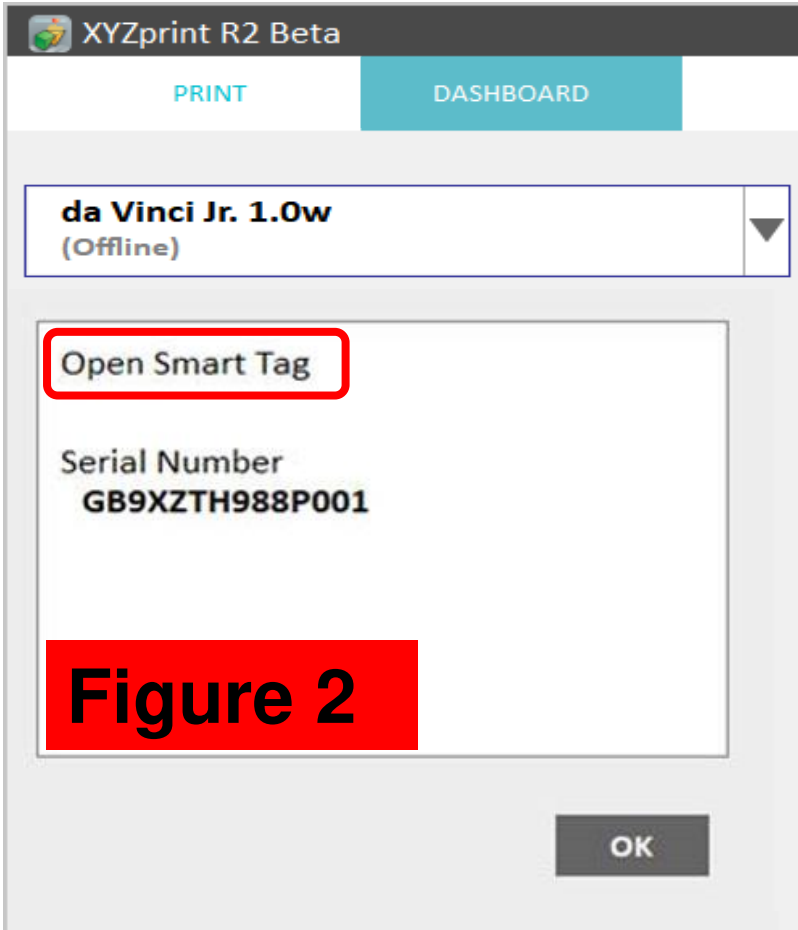 XYZprint R2 Beta
PRINT DASHBOARD
da Vinci Jr. 1.0w
(Offline)
Open Smart Tag
Serial Number
GB9XZTH988P001
Figure 2
OK